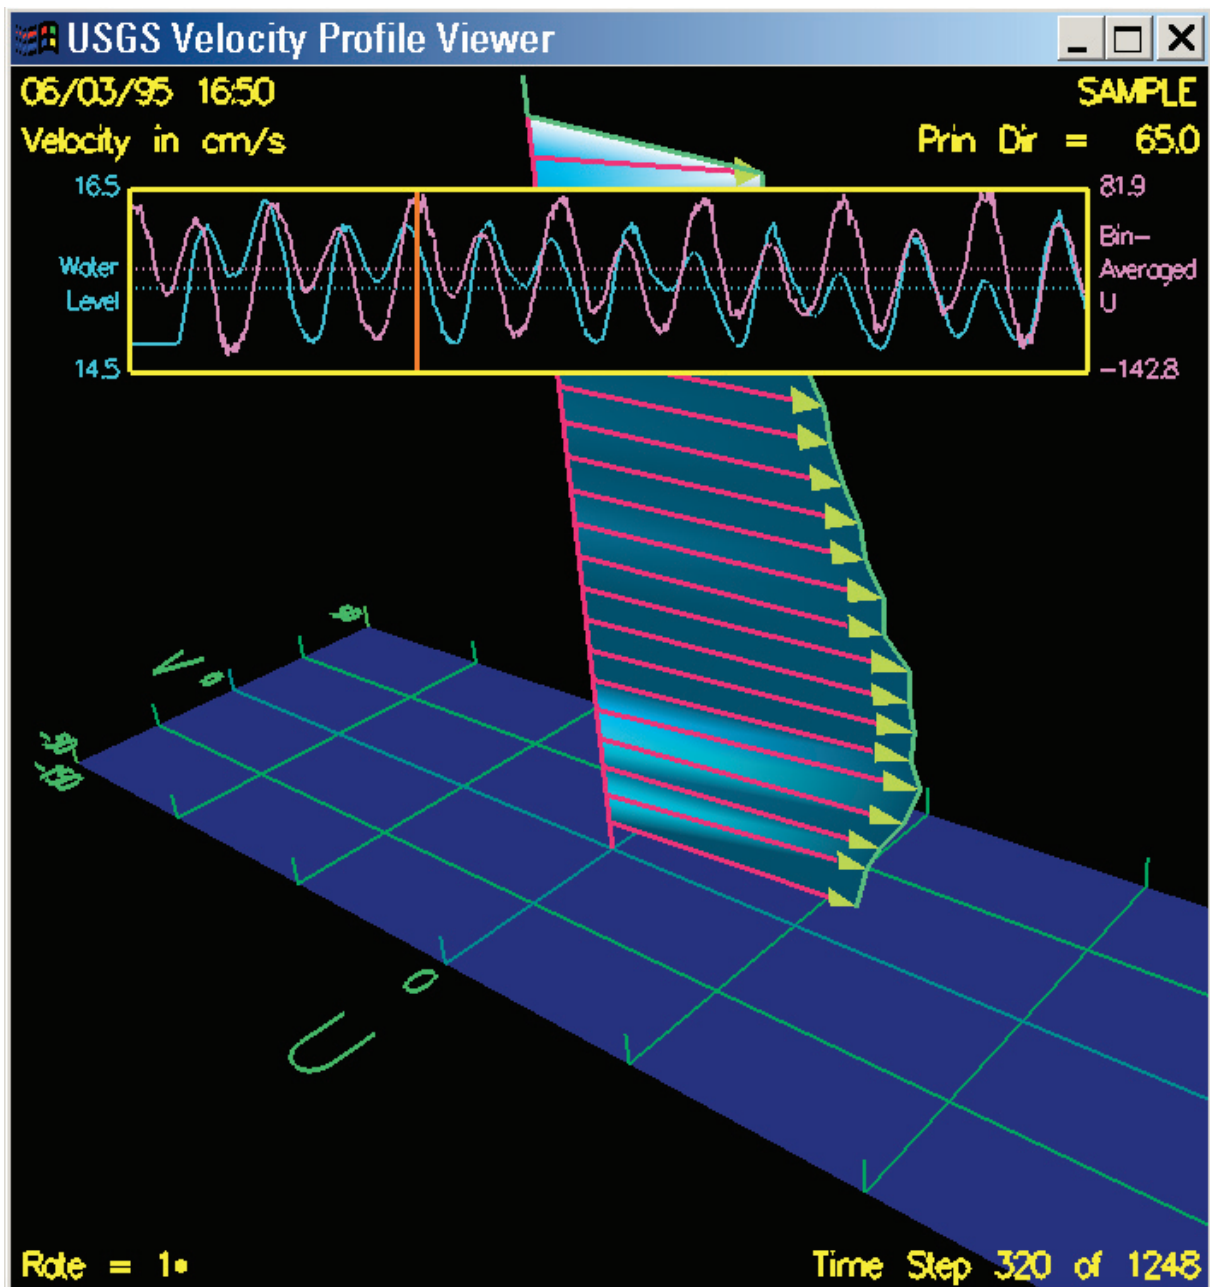 USGS Velocity Profile Viewer
06/03/95 16:50
SAMPLE
Velocity in cm/s
Prin Dir = 65.0
16.5
81.9
Water
Level
Bin-
Averaged
U
14.5
-142.8
V
0
0
U
Rate = 1
Time Step 320 of 1248